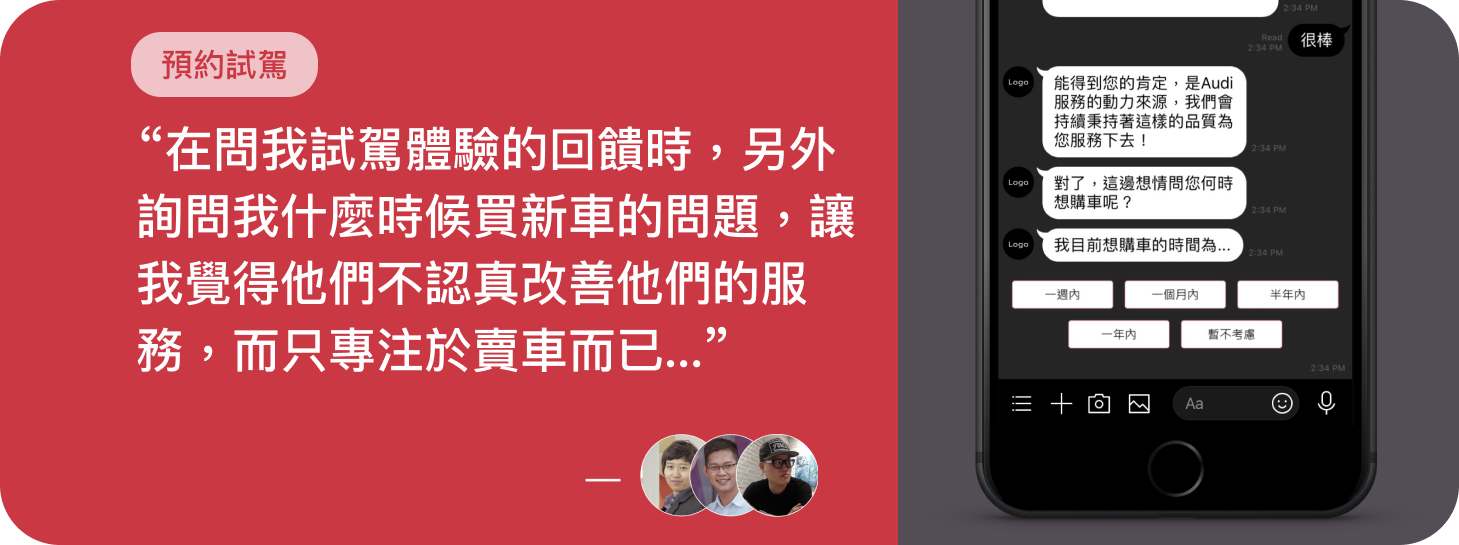 預約試駕
“在問我試駕體驗的回饋時，另外
詢問我什麼時候買新車的問題，讓
我覺得他們不認真改善他們的服
務，而只專注於賣車而已...”
2:34 PM
Read
2:34 PM
很棒
Logo
能得到您的肯定，是Audi
服務的動力來源，我們會
持續秉持著這樣的品質為
您服務下去！
2:34 PM
Logo
對了，這邊想情問您何時
想購車呢？
2:34 PM
Logo
我目前想購車的時間為...
2:34 PM
一週內
一個月內
半年內
一年內
暫不考慮
2:34 PM
Aa